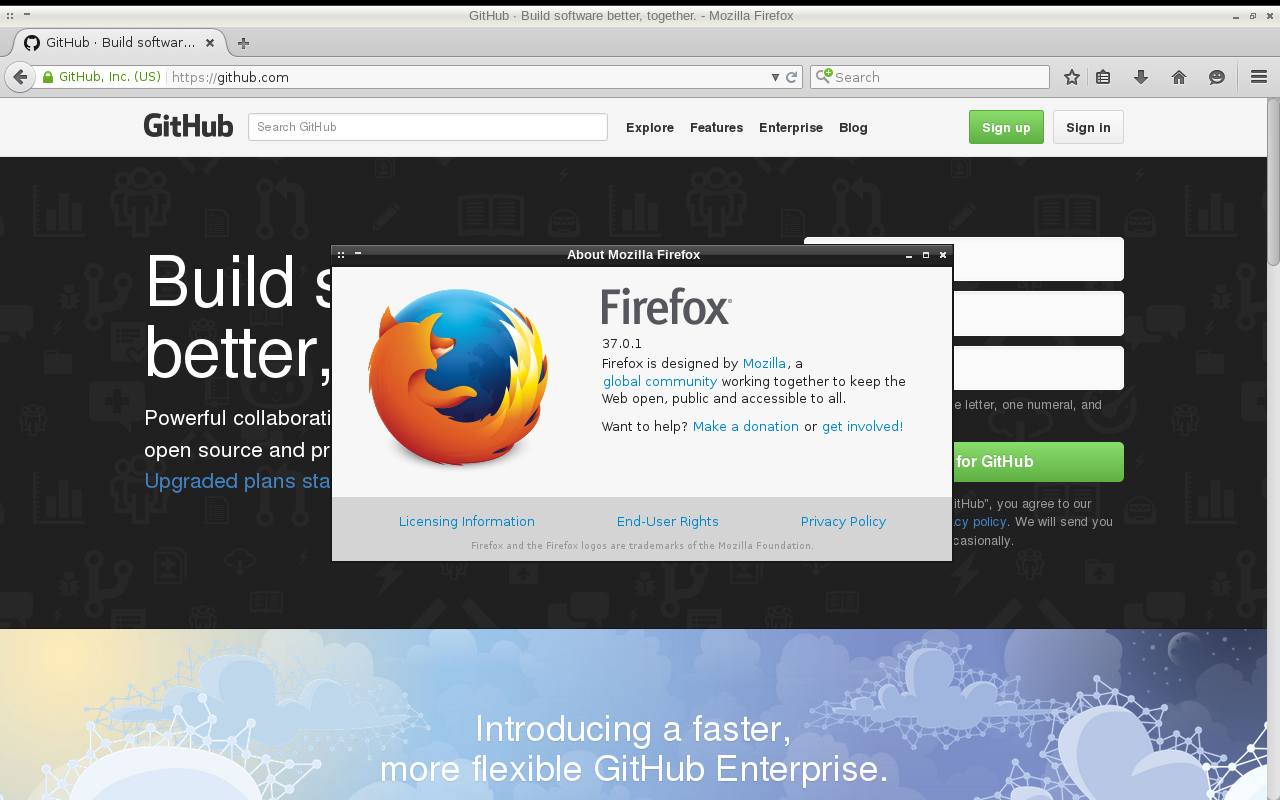 GitHub · Build software better, together. - Mozilla Firefox
GitHub · Build softwar...
GitHub, Inc. (US)
https://github.com
Search
GitHub
Search GitHub
Explore
Features
Enterprise
Blog
Sign up
Sign in
Build s
better,
Powerful collaborati
open source and pr
Upgraded plans sta
About Mozilla Firefox
Firefox
37.0.1
Firefox is designed by Mozilla, a
global community working together to keep the
Web open, public and accessible to all.
Want to help? Make a donation or get involved!
Licensing Information
End-User Rights
Privacy Policy
Firefox and the Firefox logos are trademarks of the Mozilla Foundation.
e letter, one numeral, and
for GitHub
itHub", you agree to our
cy policy. We will send you
casionally.
Introducing a faster,
more flexible GitHub Enterprise.